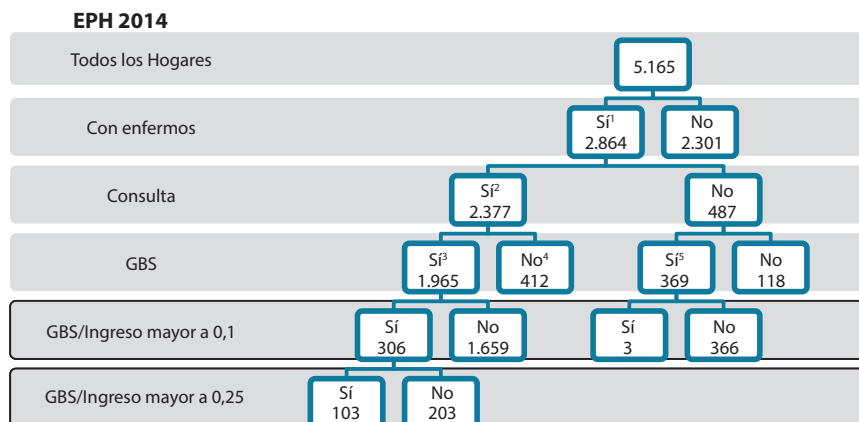 EPH 2014
Todos los Hogares
5.165
Con enfermos
Sí¹
2.864
No
2.301
Consulta
Sí²
2.377
No
487
GBS
Sí³
1.965
No⁴
412
Sí⁵
369
No
118
GBS/Ingreso mayor a 0,1
Sí
306
No
1.659
Sí
3
No
366
GBS/Ingreso mayor a 0,25
Sí
103
No
203